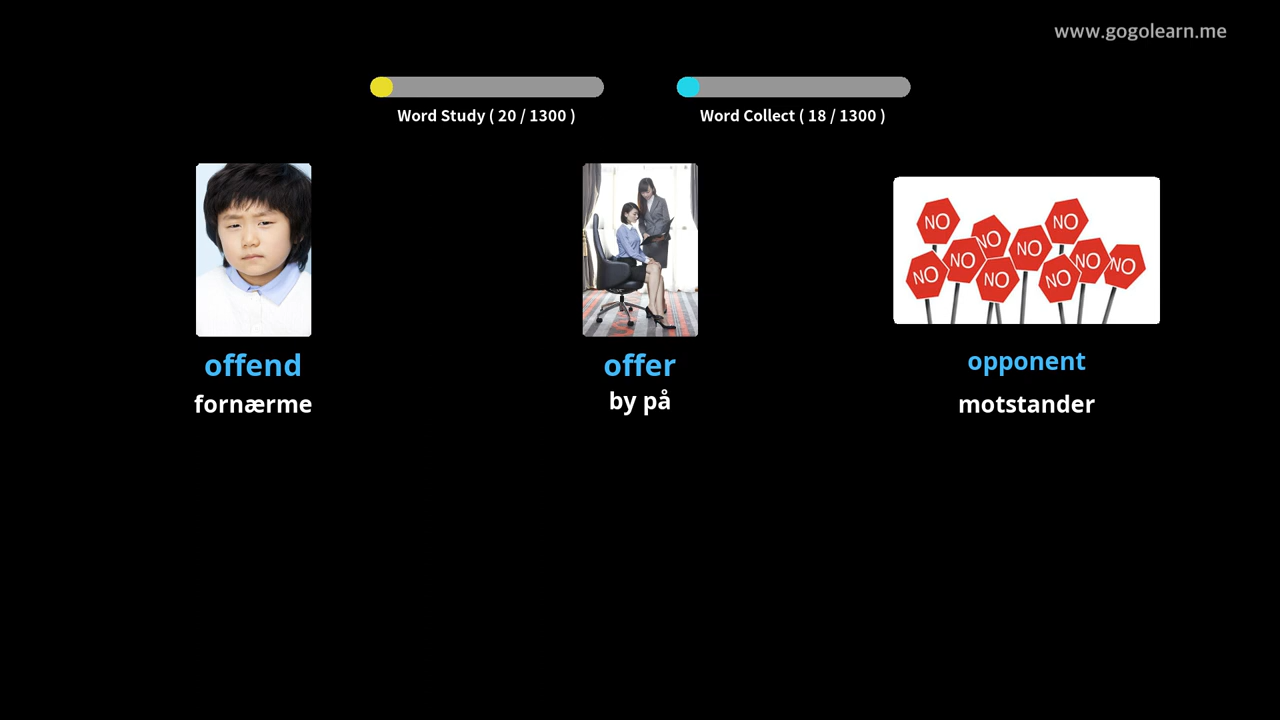 www.gogolearn.me
Word Study ( 20 / 1300 )
Word Collect ( 18 / 1300 )
NO
NO
NO
NO
NO
NO
NO
NO
NO
NO
offend
offer
opponent
fornærme
by på
motstander